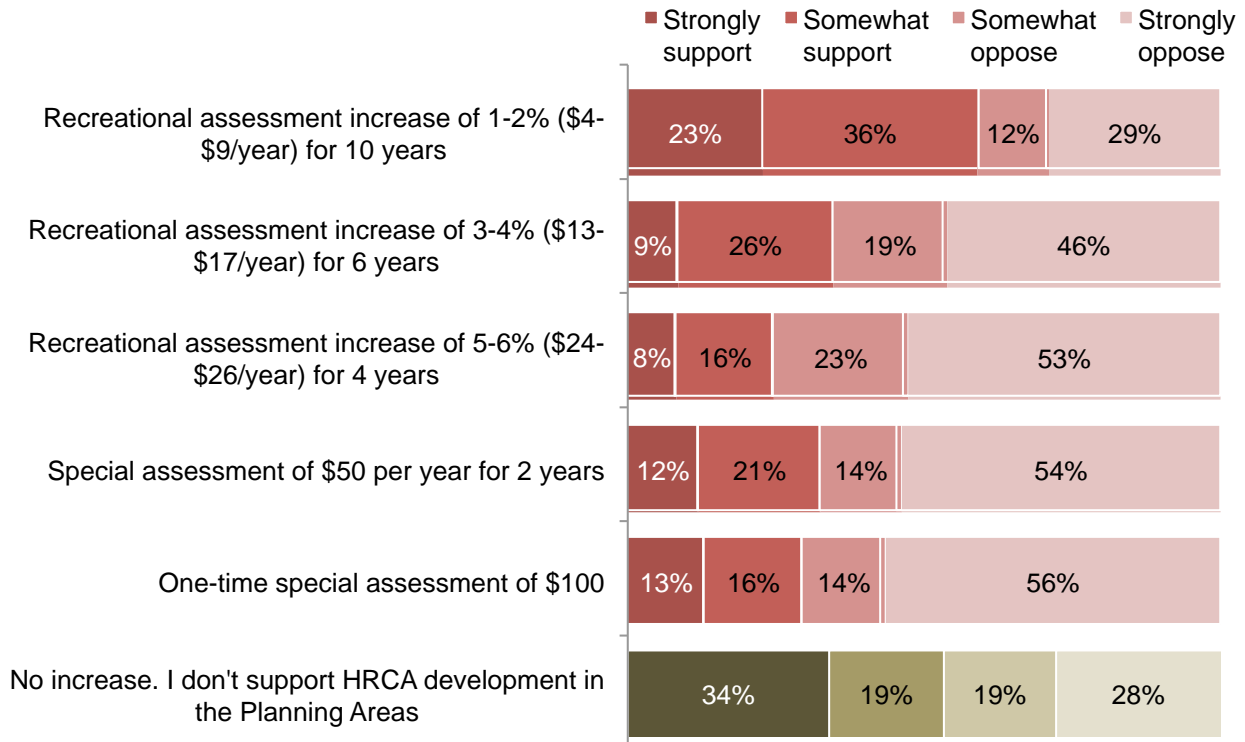 Strongly support
Somewhat support
Somewhat oppose
Strongly oppose
Recreational assessment increase of 1-2% ($4-
$9/year) for 10 years
23% 36% 12% 29%
Recreational assessment increase of 3-4% ($13-
$17/year) for 6 years
9% 26% 19% 46%
Recreational assessment increase of 5-6% ($24-
$26/year) for 4 years
8% 16% 23% 53%
Special assessment of $50 per year for 2 years
12% 21% 14% 54%
One-time special assessment of $100
13% 16% 14% 56%
No increase. I don't support HRCA development in
the Planning Areas
34% 19% 19% 28%